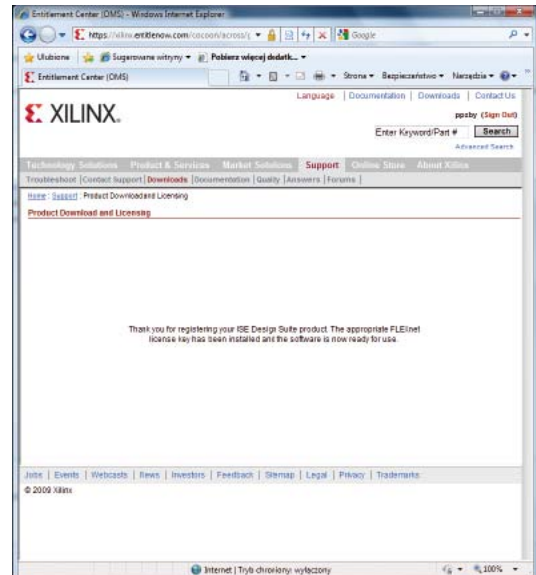 Entitlement Center (OMS) - Windows Internet Explorer
https://xilinx.entitlenow.com/cocoon/across/ Google
Ulubione Sugerowane witryny Pobierz więcej dodatk...
Entitlement Center (OMS) Strona Bezpieczeństwo Narzędzia
Language | Documentation | Downloads | Contact Us
XILINX.
ppsby (Sign Out)
Enter Keyword/Part # Search
Advanced Search
Technology Solutions Product & Services Market Solutions Support Online Store About Xilinx
Troubleshoot | Contact Support | Downloads | Documentation | Quality | Answers | Forums |
Home : Support : Product Download and Licensing
Product Download and Licensing
Thank you for registering your ISE Design Suite product. The appropriate FLEXnet
license key has been installed and the software is now ready for use.
Jobs | Events | Webcasts | News | Investors | Feedback | Sitemap | Legal | Privacy | Trademarks
© 2009 Xilinx
Internet | Tryb chroniony: wyłączony 100%